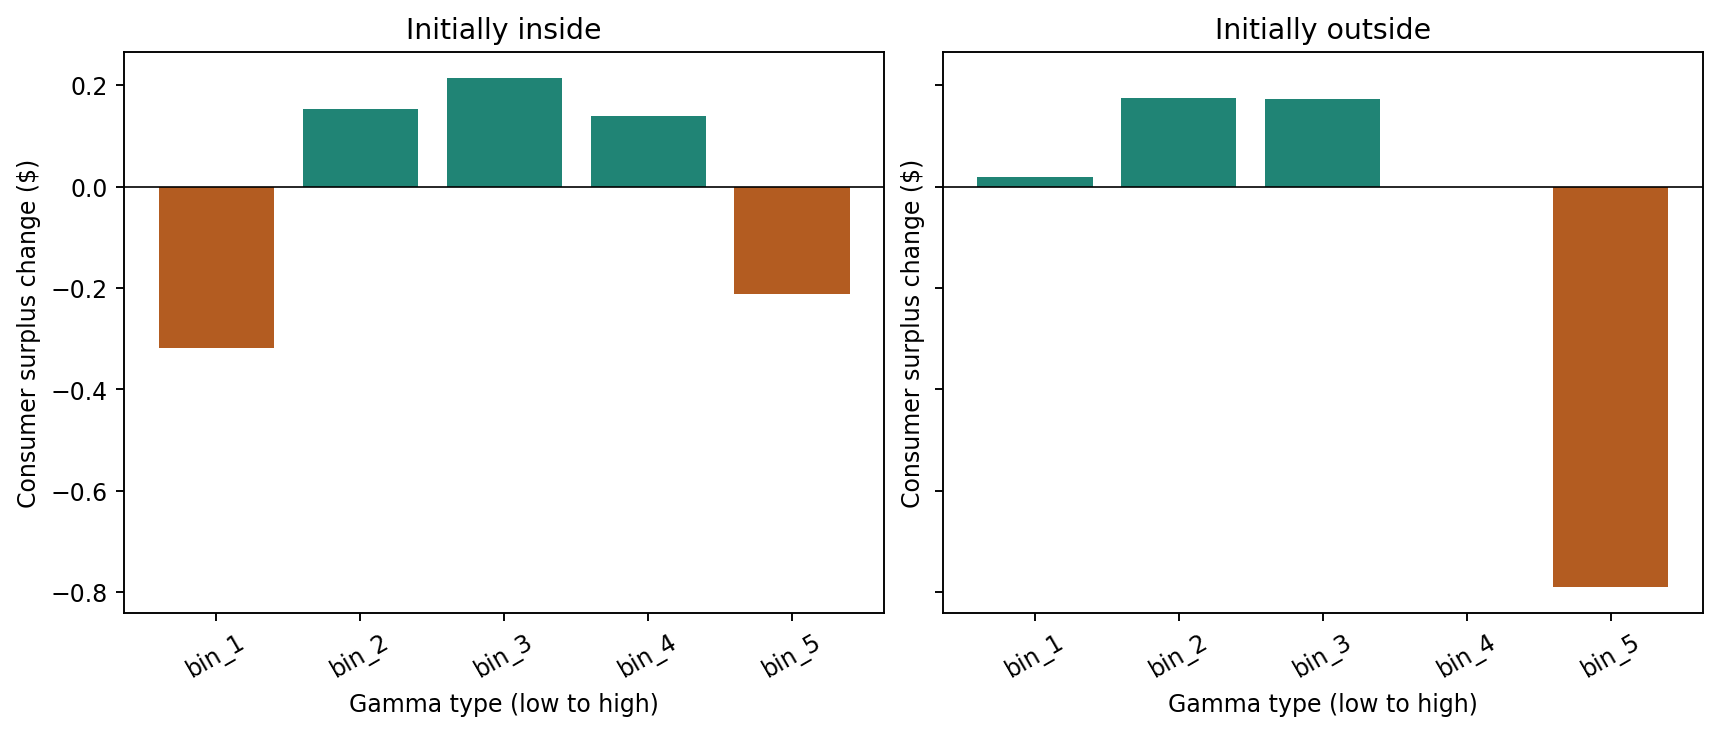 Initially inside
Consumer surplus change ($)
0.2
0.0
−0.2
−0.4
−0.6
−0.8
bin_1
bin_2
bin_3
bin_4
bin_5
Gamma type (low to high)
Initially outside
Consumer surplus change ($)
bin_1
bin_2
bin_3
bin_4
bin_5
Gamma type (low to high)